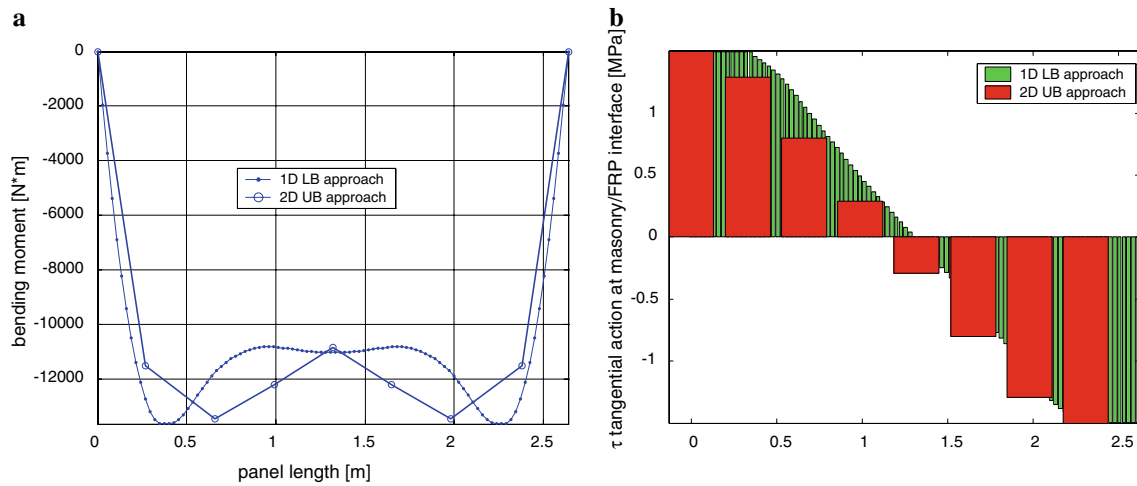 a
0
-2000
-4000
-6000
-8000
-10000
-12000
bending moment [N*m]
1D LB approach
2D UB approach
0 0.5 1 1.5 2 2.5
panel length [m]
b
τ tangential action at masonry/FRP interface [MPa]
1D LB approach
2D UB approach
1
0.5
0
-0.5
-1
0 0.5 1 1.5 2 2.5